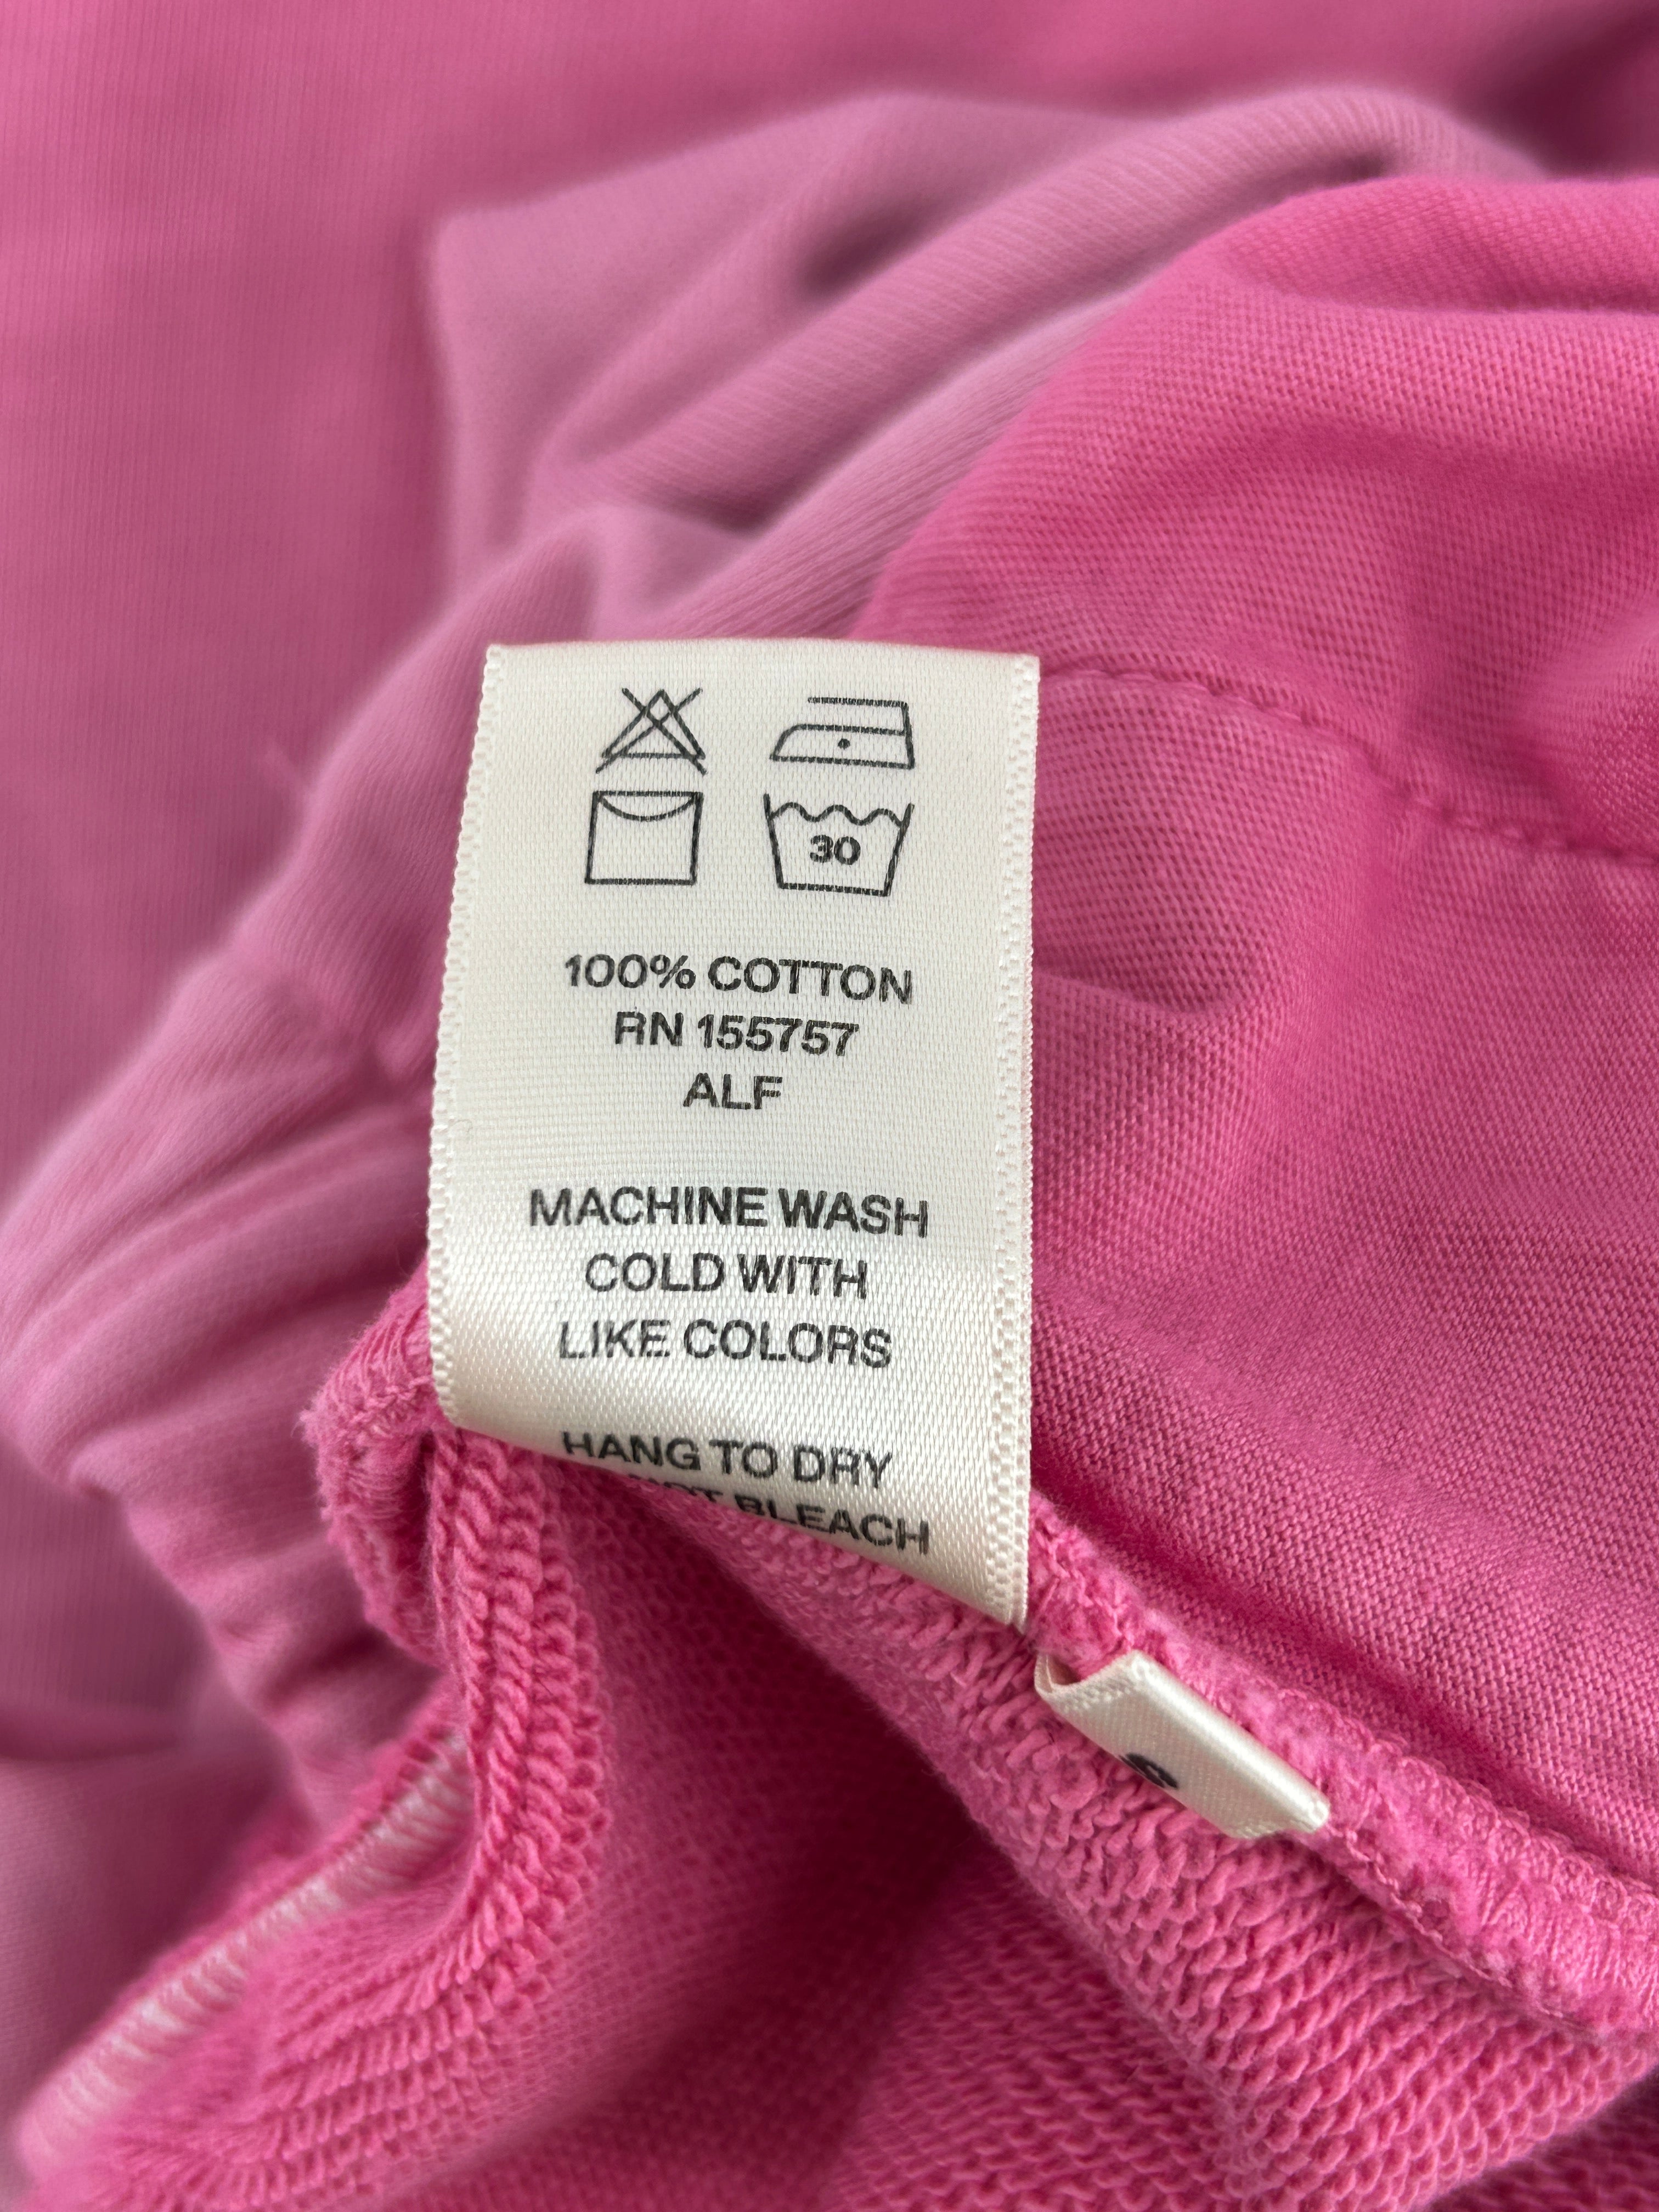 30
100% COTTON
RN 155757
ALF
MACHINE WASH
COLD WITH
LIKE COLORS
HANG TO DRY
BLEACH